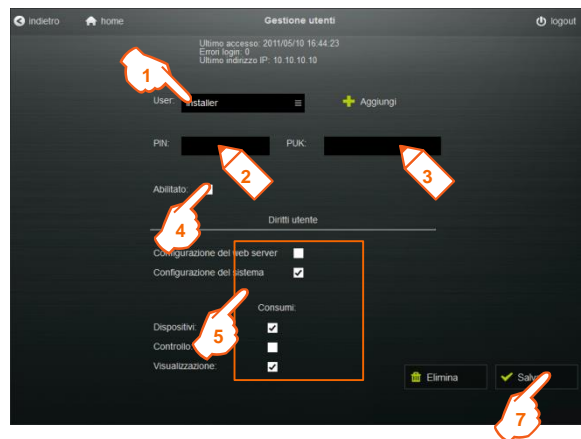 indietro home Gestione utenti logout
Ultimo accesso: 2011/05/10 16:44:23
Errori login: 0
Ultimo indirizzo IP: 10.10.10.10
1
User: Installer Aggiungi
PIN: PUK:
2 3
Abilitato:
4
Diritti utente
Configurazione del web server
Configurazione del sistema
Consumi:
5
Dispositivi:
Controllo:
Visualizzazione:
Elimina
7